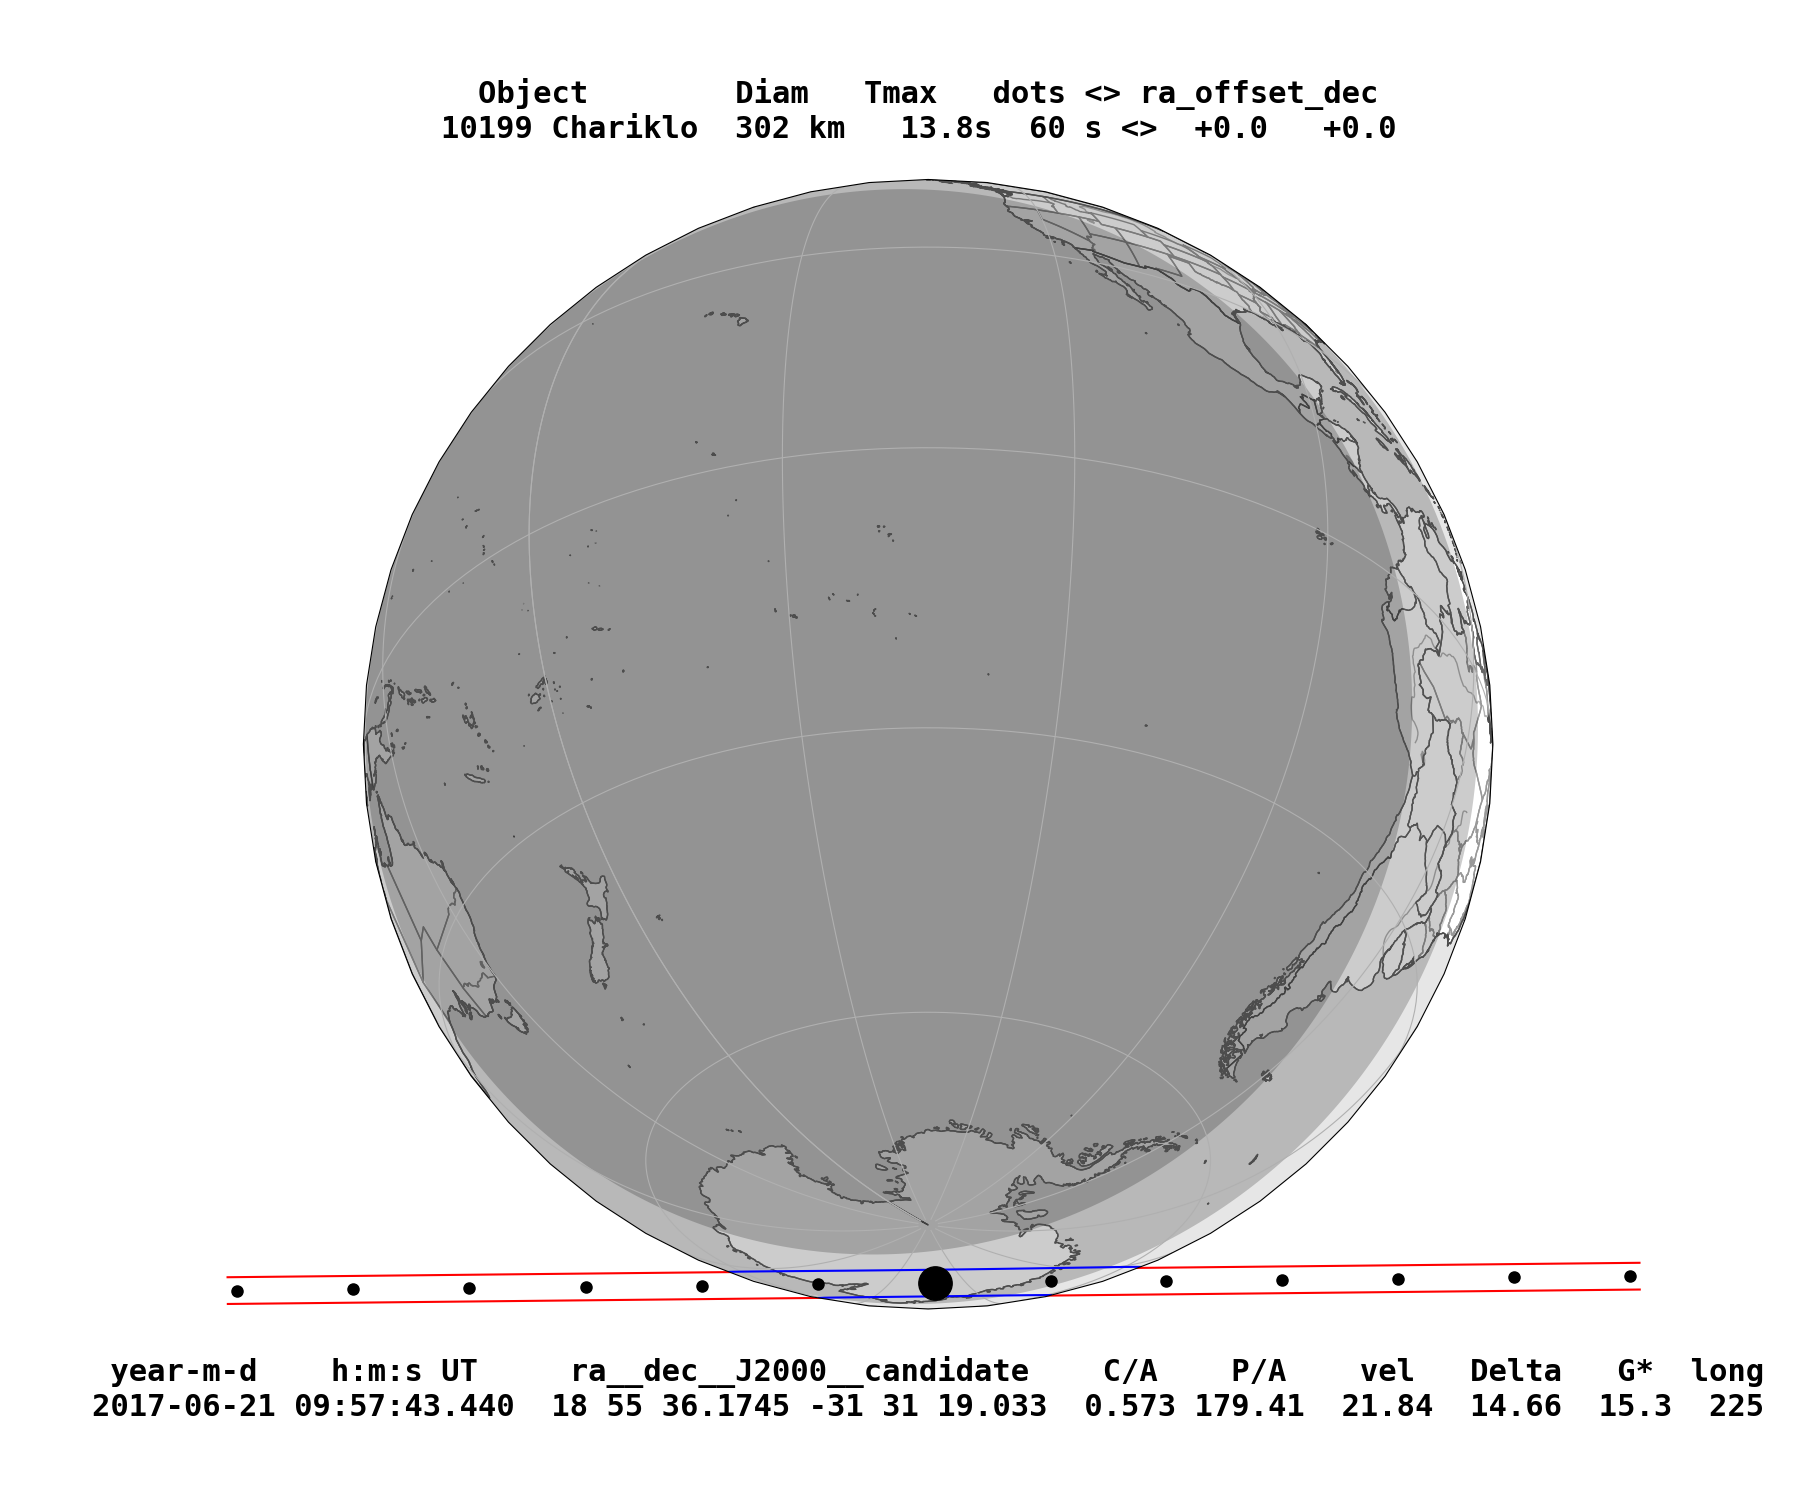 Object Diam Tmax dots <> ra_offset_dec
10199 Chariklo 302 km 13.8s 60 s <> +0.0 +0.0
year-m-d h:m:s UT ra__dec__J2000__candidate C/A P/A vel Delta G* long
2017-06-21 09:57:43.440 18 55 36.1745 -31 31 19.033 0.573 179.41 21.84 14.66 15.3 225